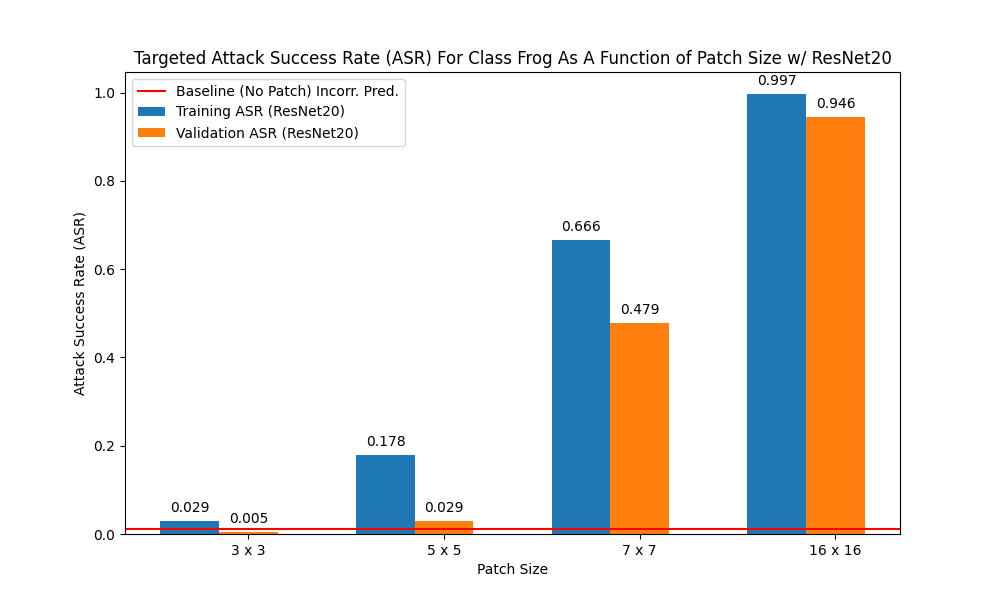 Targeted Attack Success Rate (ASR) For Class Frog As A Function of Patch Size w/ ResNet20
Baseline (No Patch) Incorr. Pred.
Training ASR (ResNet20)
Validation ASR (ResNet20)
Attack Success Rate (ASR)
1.0
0.8
0.6
0.4
0.2
0.0
0.029
0.005
0.178
0.029
0.666
0.479
0.997
0.946
3 x 3
5 x 5
7 x 7
16 x 16
Patch Size